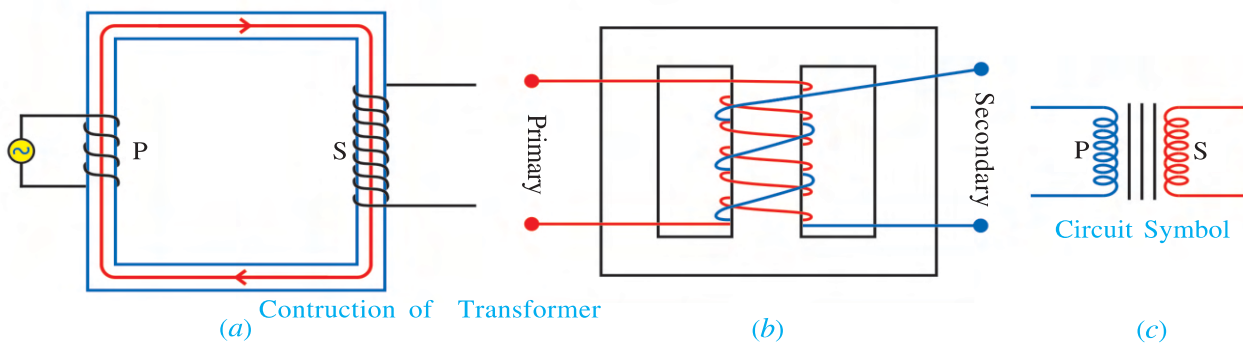 P
S
Primary
Secondary
P
S
Circuit Symbol
Contruction of Transformer
(a)
(b)
(c)